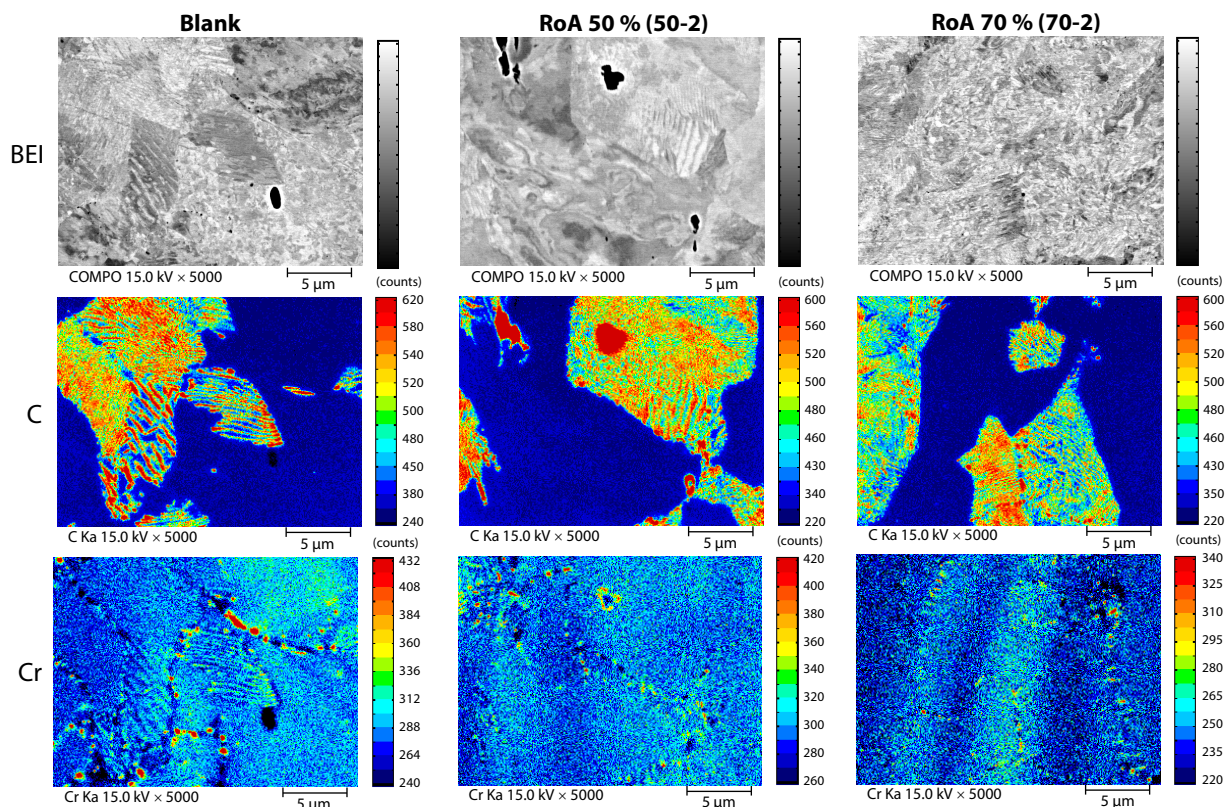 Blank RoA 50 % (50-2) RoA 70 % (70-2)
BEI
COMPO 15.0 kV × 5000 5 µm COMPO 15.0 kV × 5000 5 µm COMPO 15.0 kV × 5000 5 µm
(counts) (counts) (counts)
C
620 600 600
580 560 560
540 520 520
500 500 500
480 460 460
430 430 430
380 340 340
240 220 220
C Ka 15.0 kV × 5000 5 µm C Ka 15.0 kV × 5000 5 µm C Ka 15.0 kV × 5000 5 µm
(counts) (counts) (counts)
Cr
432 420 340
408 400 310
384 380 295
360 360 280
336 340 265
312 320 250
288 300 235
264 280 220
240 260
Cr Ka 15.0 kV × 5000 5 µm Cr Ka 15.0 kV × 5000 5 µm Cr Ka 15.0 kV × 5000 5 µm